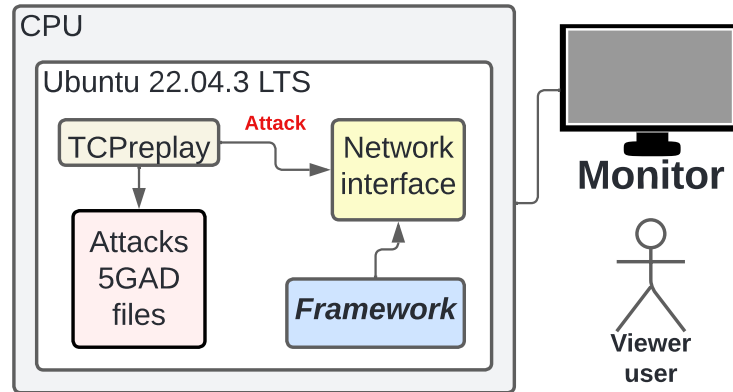 CPU
Ubuntu 22.04.3 LTS
Attack
TCPreplay
Network
interface
Attacks
5GAD
files
Framework
Monitor
Viewer
user